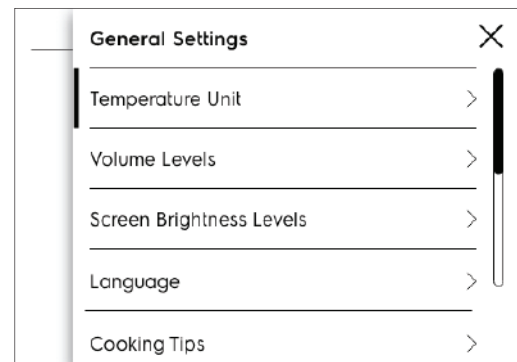 General Settings
Temperature Unit
Volume Levels
Screen Brightness Levels
Language
Cooking Tips